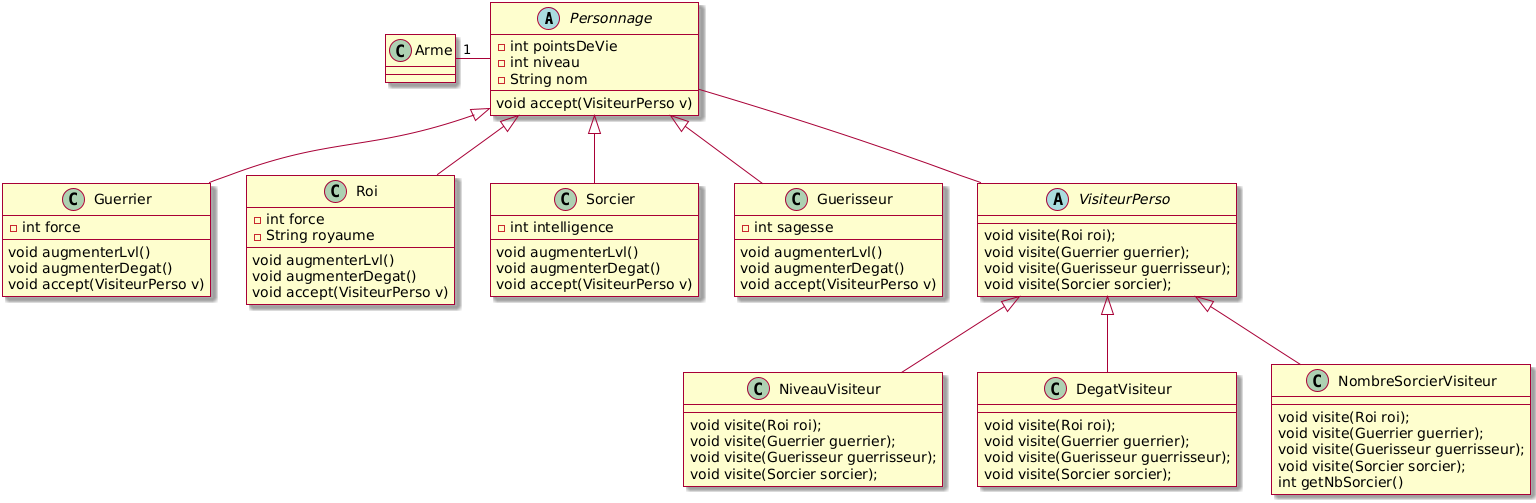 A Personnage
int pointsDeVie
int niveau
String nom
void accept(VisiteurPerso v)
C Arme
1
C Guerrier
int force
void augmenterLvl()
void augmenterDegat()
void accept(VisiteurPerso v)
C Roi
int force
String royaume
void augmenterLvl()
void augmenterDegat()
void accept(VisiteurPerso v)
C Sorcier
int intelligence
void augmenterLvl()
void augmenterDegat()
void accept(VisiteurPerso v)
C Guerisseur
int sagesse
void augmenterLvl()
void augmenterDegat()
void accept(VisiteurPerso v)
A VisiteurPerso
void visite(Roi roi);
void visite(Guerrier guerrier);
void visite(Guerisseur guerrisseur);
void visite(Sorcier sorcier);
C NiveauVisiteur
void visite(Roi roi);
void visite(Guerrier guerrier);
void visite(Guerisseur guerrisseur);
void visite(Sorcier sorcier);
C DegatVisiteur
void visite(Roi roi);
void visite(Guerrier guerrier);
void visite(Guerisseur guerrisseur);
void visite(Sorcier sorcier);
C NombreSorcierVisiteur
void visite(Roi roi);
void visite(Guerrier guerrier);
void visite(Guerisseur guerrisseur);
void visite(Sorcier sorcier);
int getNbSorcier()